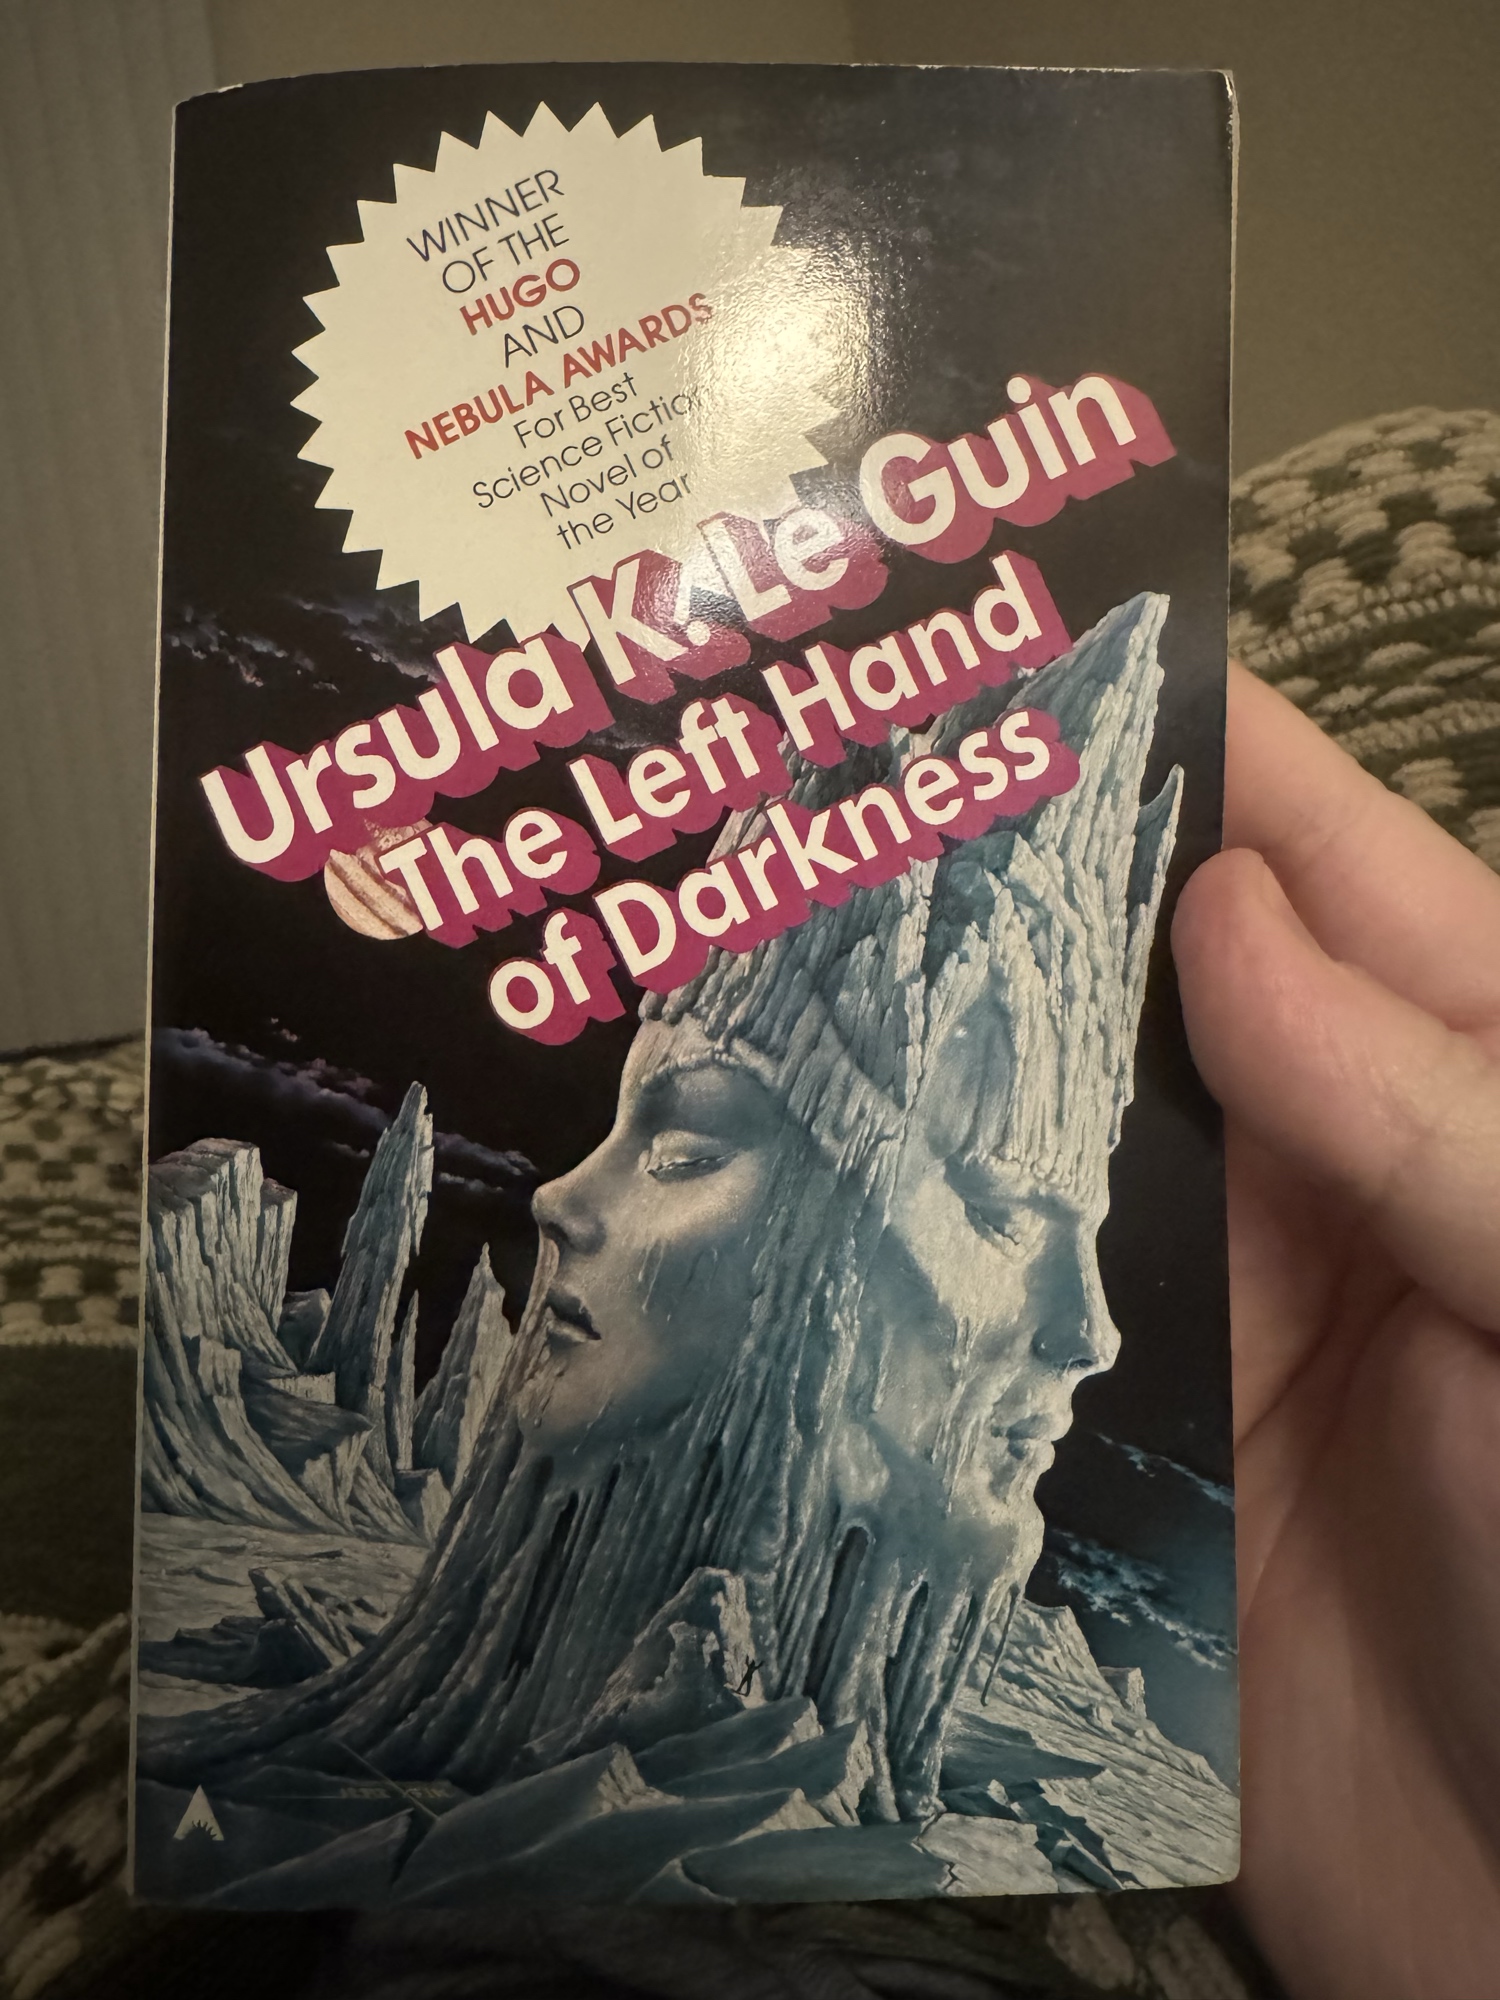 WINNER
OF THE
HUGO
AND
NEBULA AWARDS
For Best
Science Fiction
Novel of
the Year
Ursula K. Le Guin
The Left Hand
of Darkness